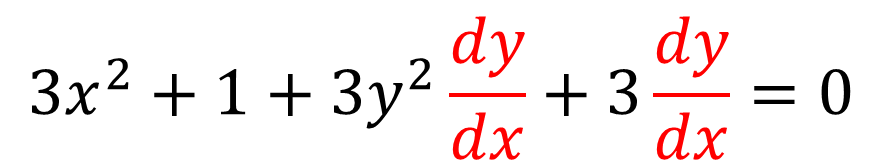 3x² + 1 + 3y² dy/dx + 3 dy/dx = 0